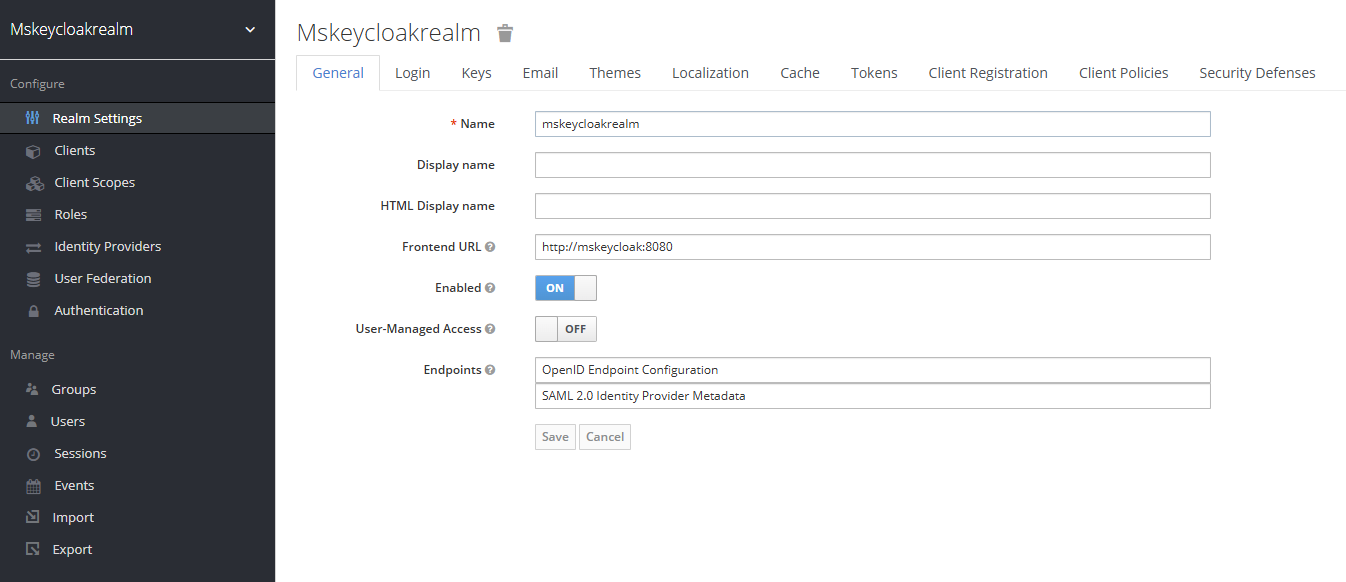 Mskeycloakrealm
Configure
Realm Settings
Clients
Client Scopes
Roles
Identity Providers
User Federation
Authentication
Manage
Groups
Users
Sessions
Events
Import
Export
Mskeycloakrealm
General Login Keys Email Themes Localization Cache Tokens Client Registration Client Policies Security Defenses
* Name mskeycloakrealm
Display name
HTML Display name
Frontend URL http://mskeycloak:8080
Enabled ON
User-Managed Access OFF
Endpoints OpenID Endpoint Configuration
SAML 2.0 Identity Provider Metadata
Save Cancel